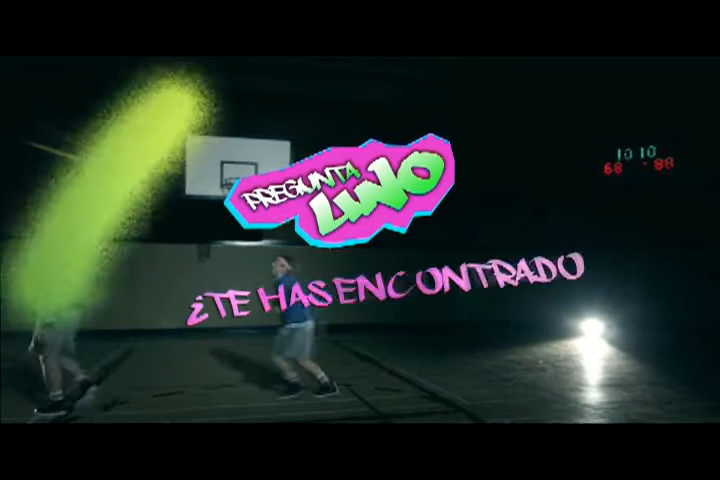 PREGUNTA
UNO
10 10
68 - 88
¿TE HAS ENCONTRADO